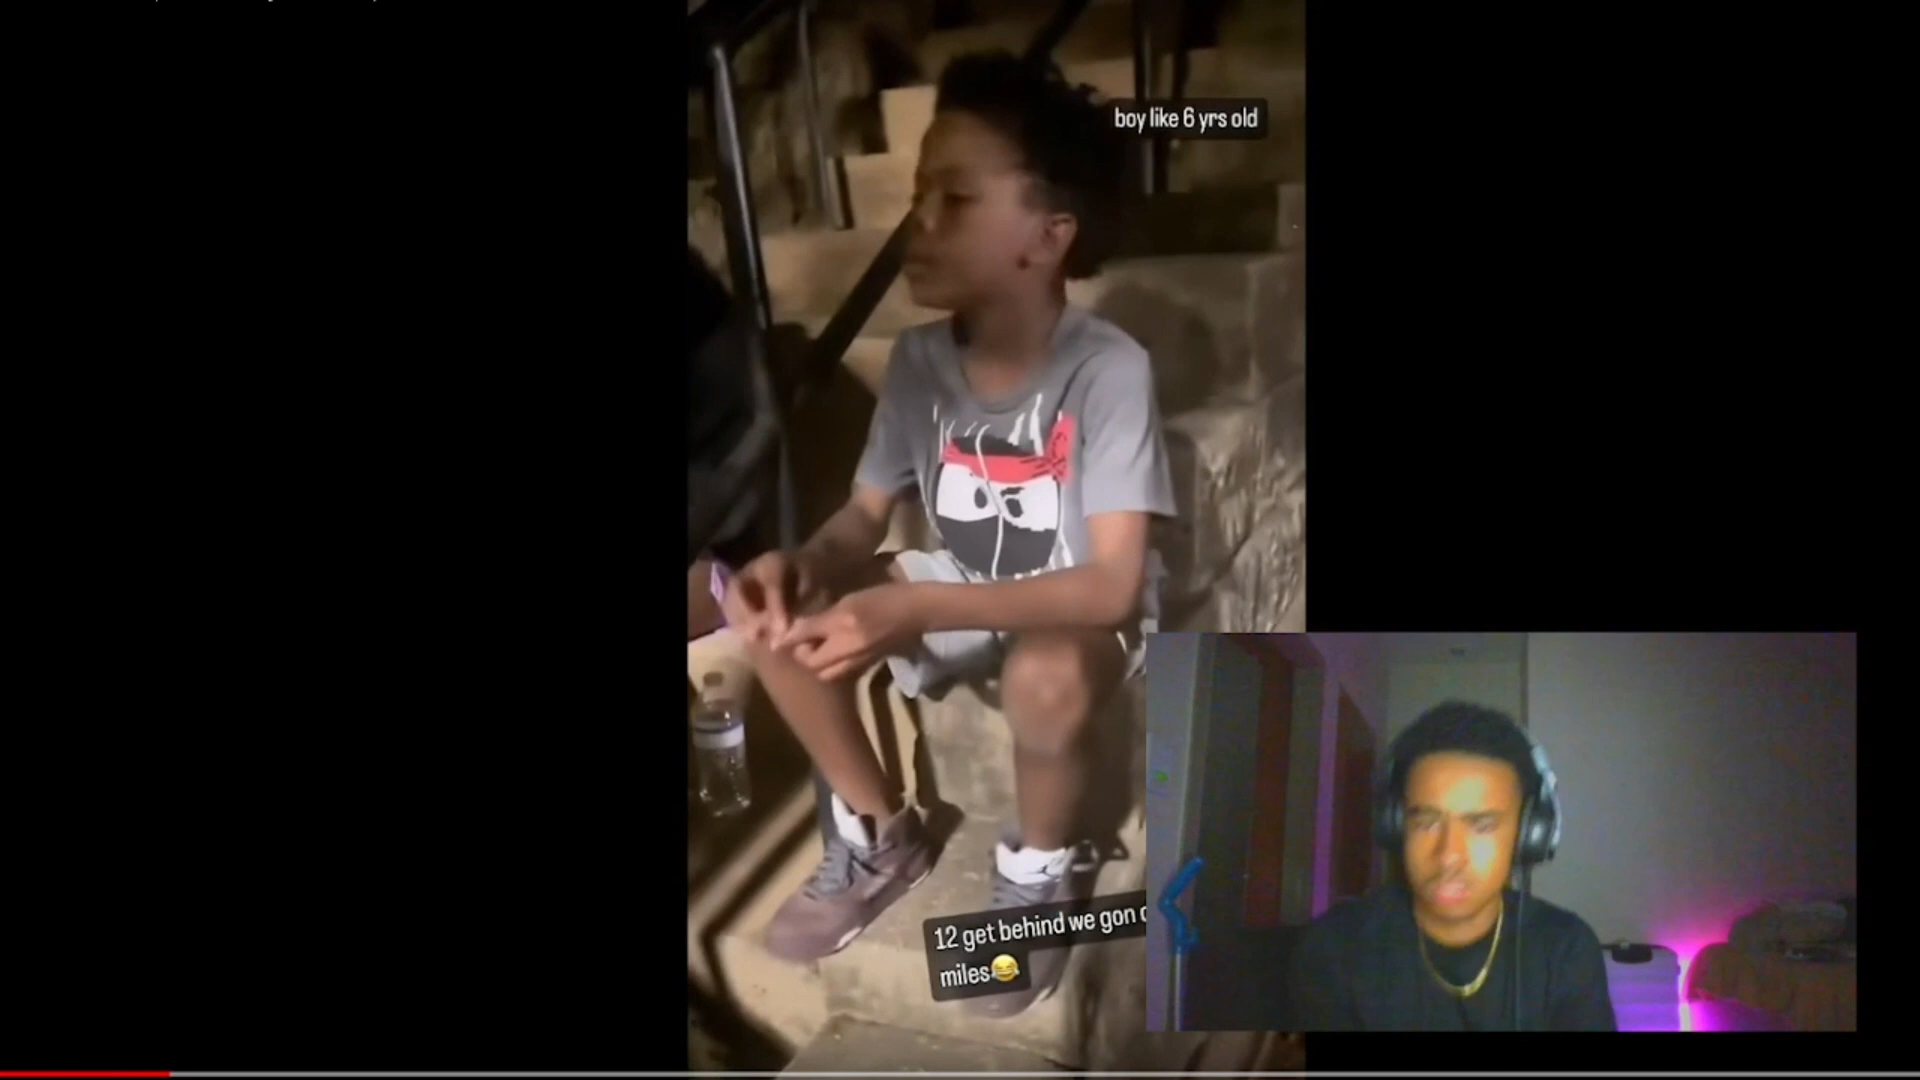 boy like 6 yrs old
12 get behind we gon
miles😂